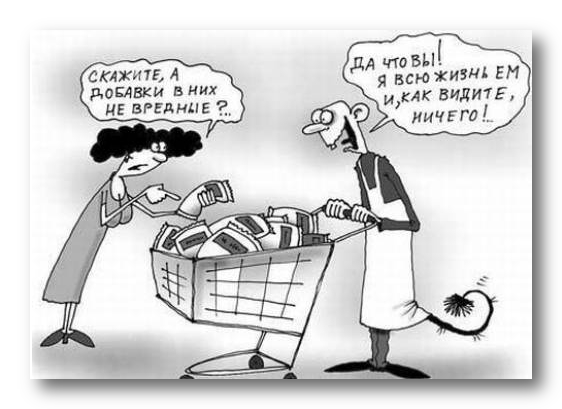 СКАЖИТЕ, А
ДОБАВКИ В НИХ
НЕ ВРЕДНЫЕ?..
ДА ЧТО ВЫ!
Я ВСЮ ЖИЗНЬ ЕМ
И, КАК ВИДИТЕ,
НИЧЕГО!..